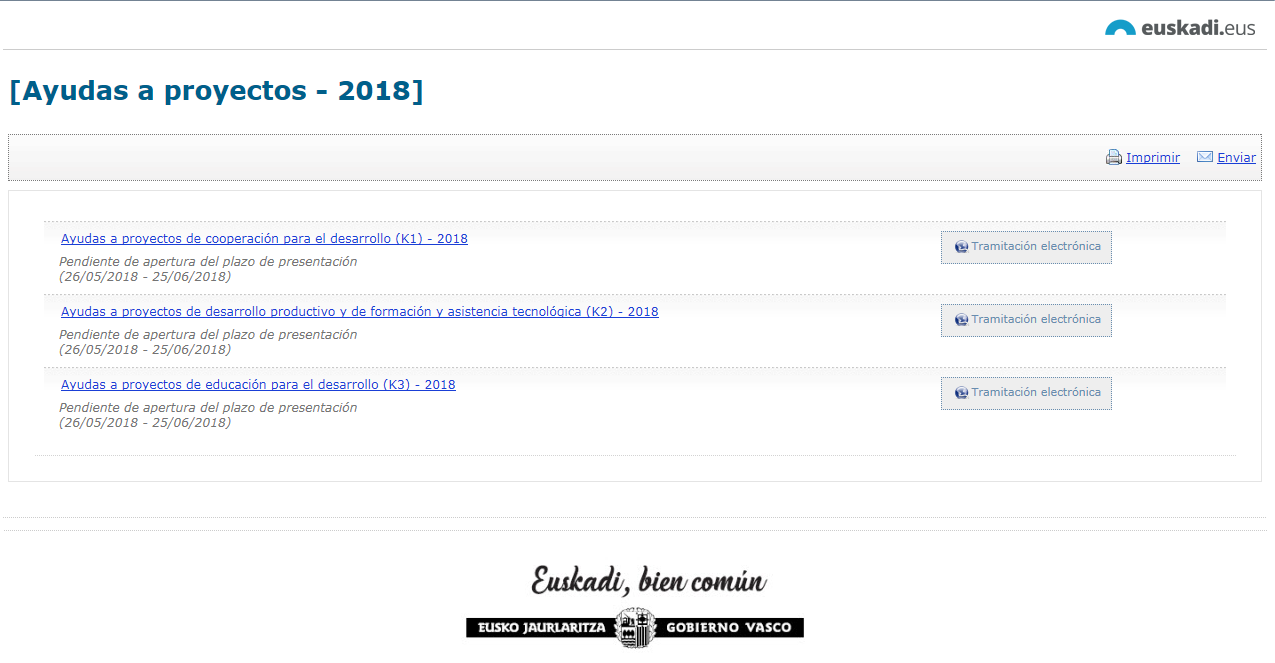 euskadi.eus
[Ayudas a proyectos - 2018]
Imprimir Enviar
Ayudas a proyectos de cooperación para el desarrollo (K1) - 2018
Tramitación electrónica
Pendiente de apertura del plazo de presentación
(26/05/2018 - 25/06/2018)
Ayudas a proyectos de desarrollo productivo y de formación y asistencia tecnológica (K2) - 2018
Tramitación electrónica
Pendiente de apertura del plazo de presentación
(26/05/2018 - 25/06/2018)
Ayudas a proyectos de educación para el desarrollo (K3) - 2018
Tramitación electrónica
Pendiente de apertura del plazo de presentación
(26/05/2018 - 25/06/2018)
Euskadi, bien común
EUSKO JAURLARITZA GOBIERNO VASCO